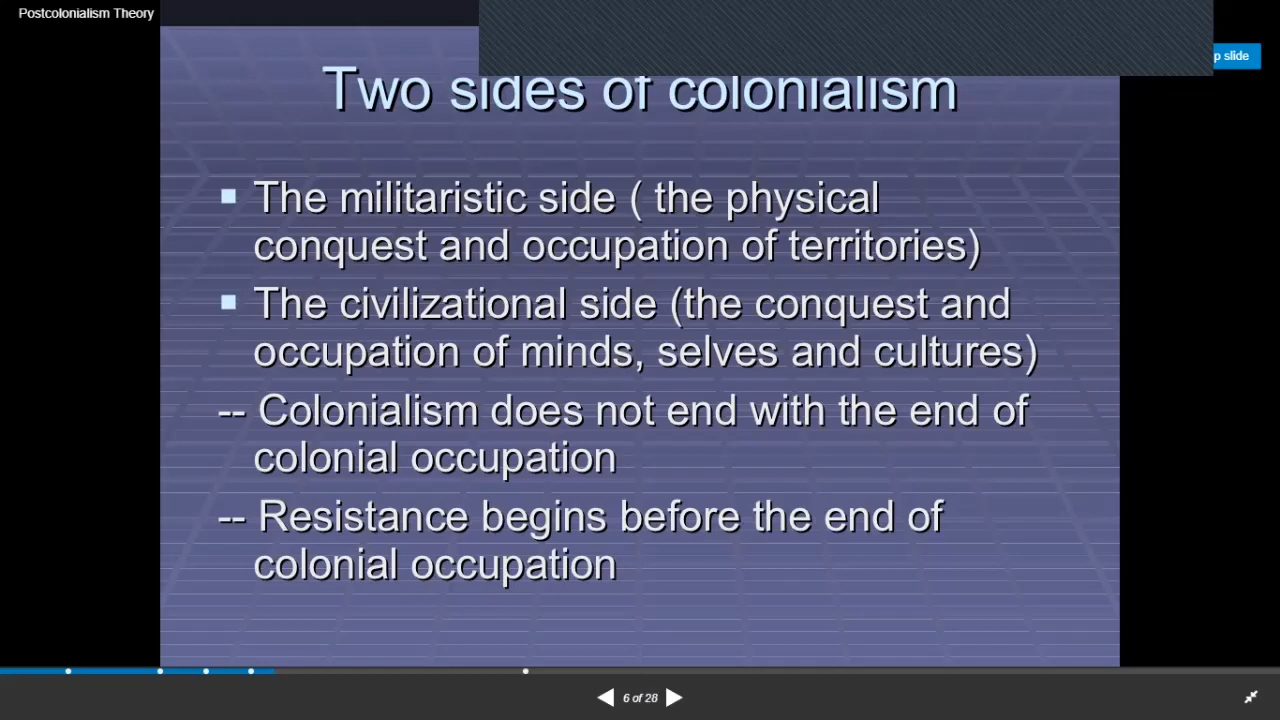 Postcolonialism Theory
p slide
Two sides of colonialism
▪ The militaristic side ( the physical
conquest and occupation of territories)
▪ The civilizational side (the conquest and
occupation of minds, selves and cultures)
-- Colonialism does not end with the end of
colonial occupation
-- Resistance begins before the end of
colonial occupation
6 of 28